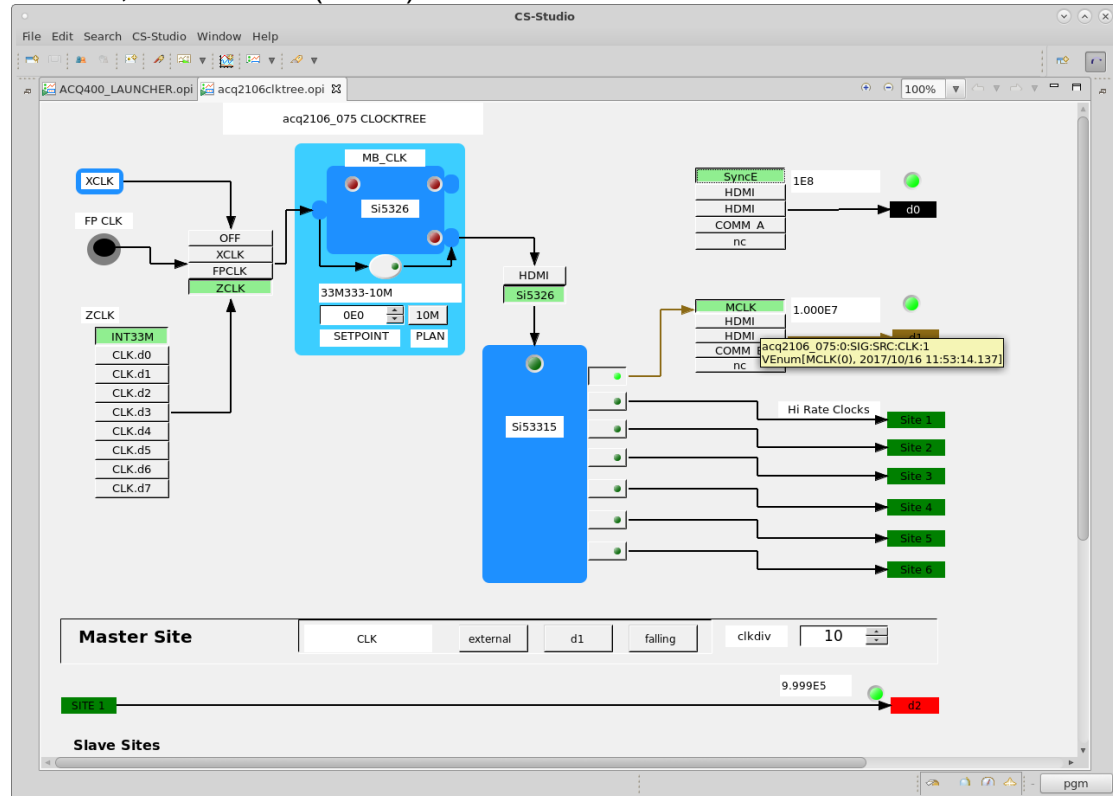 CS-Studio
File Edit Search CS-Studio Window Help
100%
ACQ400_LAUNCHER.opi
acq2106clktree.opi
acq2106_075 CLOCKTREE
MB_CLK
XCLK
Si5326
FP CLK
OFF
XCLK
FPCLK
ZCLK
33M333-10M
0E0
10M
SETPOINT
PLAN
ZCLK
INT33M
CLK.d0
CLK.d1
CLK.d2
CLK.d3
CLK.d4
CLK.d5
CLK.d6
CLK.d7
HDMI
Si5326
Si53315
SyncE
HDMI
HDMI
COMM A
nc
1E8
d0
MCLK
HDMI
HDMI
COMM
nc
1.000E7
d1
acq2106_075:0:SIG:SRC:CLK:1
VEnum[MCLK(0), 2017/10/16 11:53:14.137]
Hi Rate Clocks
Site 1
Site 2
Site 3
Site 4
Site 5
Site 6
Master Site
CLK
external
d1
falling
clkdiv
10
9.999E5
SITE 1
d2
Slave Sites
pgm